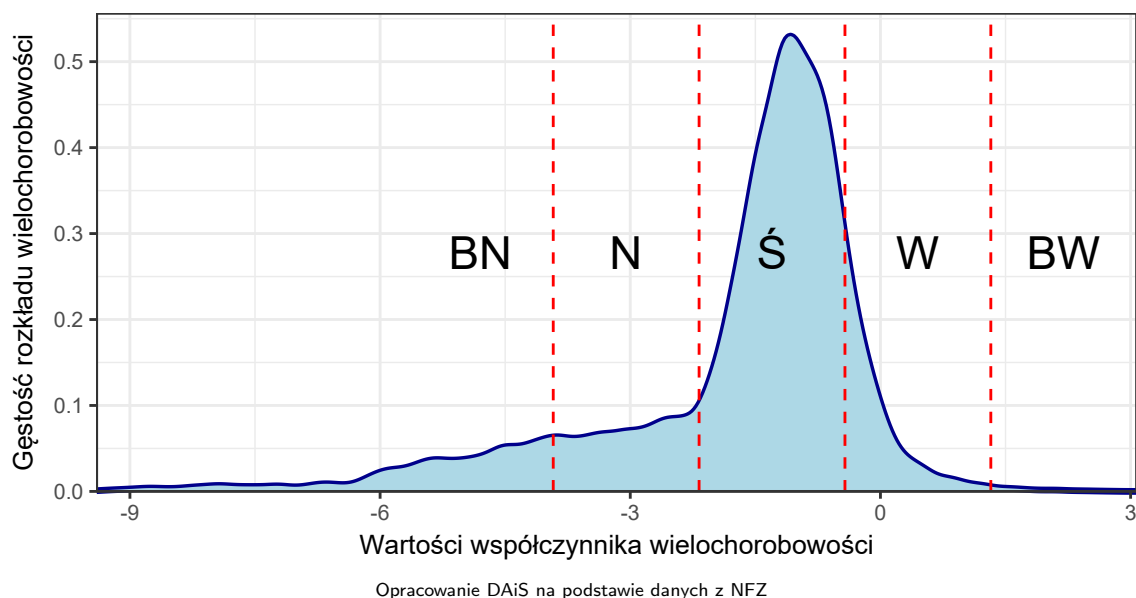 Gęstość rozkładu wielochorobowości
0.5
0.4
0.3
0.2
0.1
0.0
BN N Ś W BW
-9 -6 -3 0 3
Wartości współczynnika wielochorobowości
Opracowanie DAiS na podstawie danych z NFZ